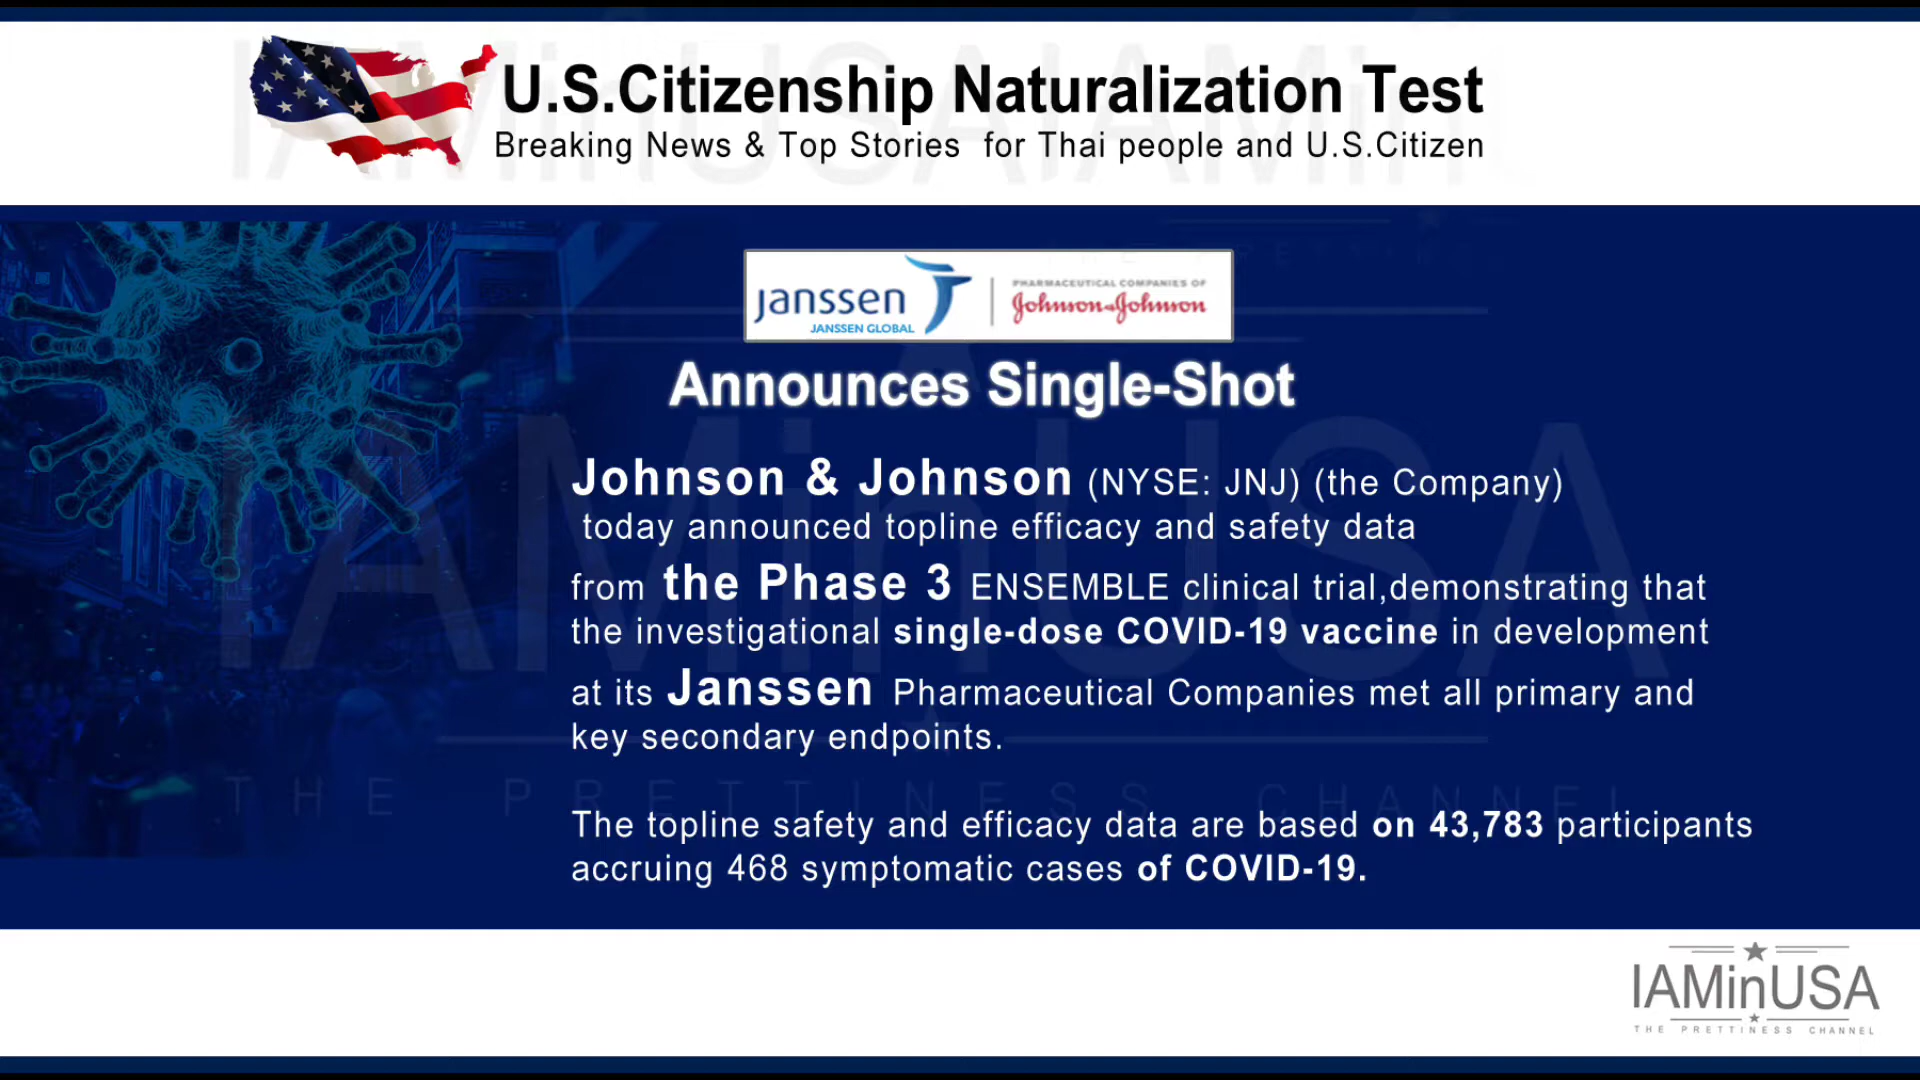 U.S.Citizenship Naturalization Test
Breaking News & Top Stories for Thai people and U.S.Citizen
janssen
JANSSEN GLOBAL
PHARMACEUTICAL COMPANIES OF
Johnson & Johnson
Announces Single-Shot
Johnson & Johnson (NYSE: JNJ) (the Company)
today announced topline efficacy and safety data
from the Phase 3 ENSEMBLE clinical trial,demonstrating that
the investigational single-dose COVID-19 vaccine in development
at its Janssen Pharmaceutical Companies met all primary and
key secondary endpoints.
The topline safety and efficacy data are based on 43,783 participants
accruing 468 symptomatic cases of COVID-19.
IAMinUSA
THE PRETTINESS CHANNEL
IAMinUSA
THE PRETTINESS CHANNEL